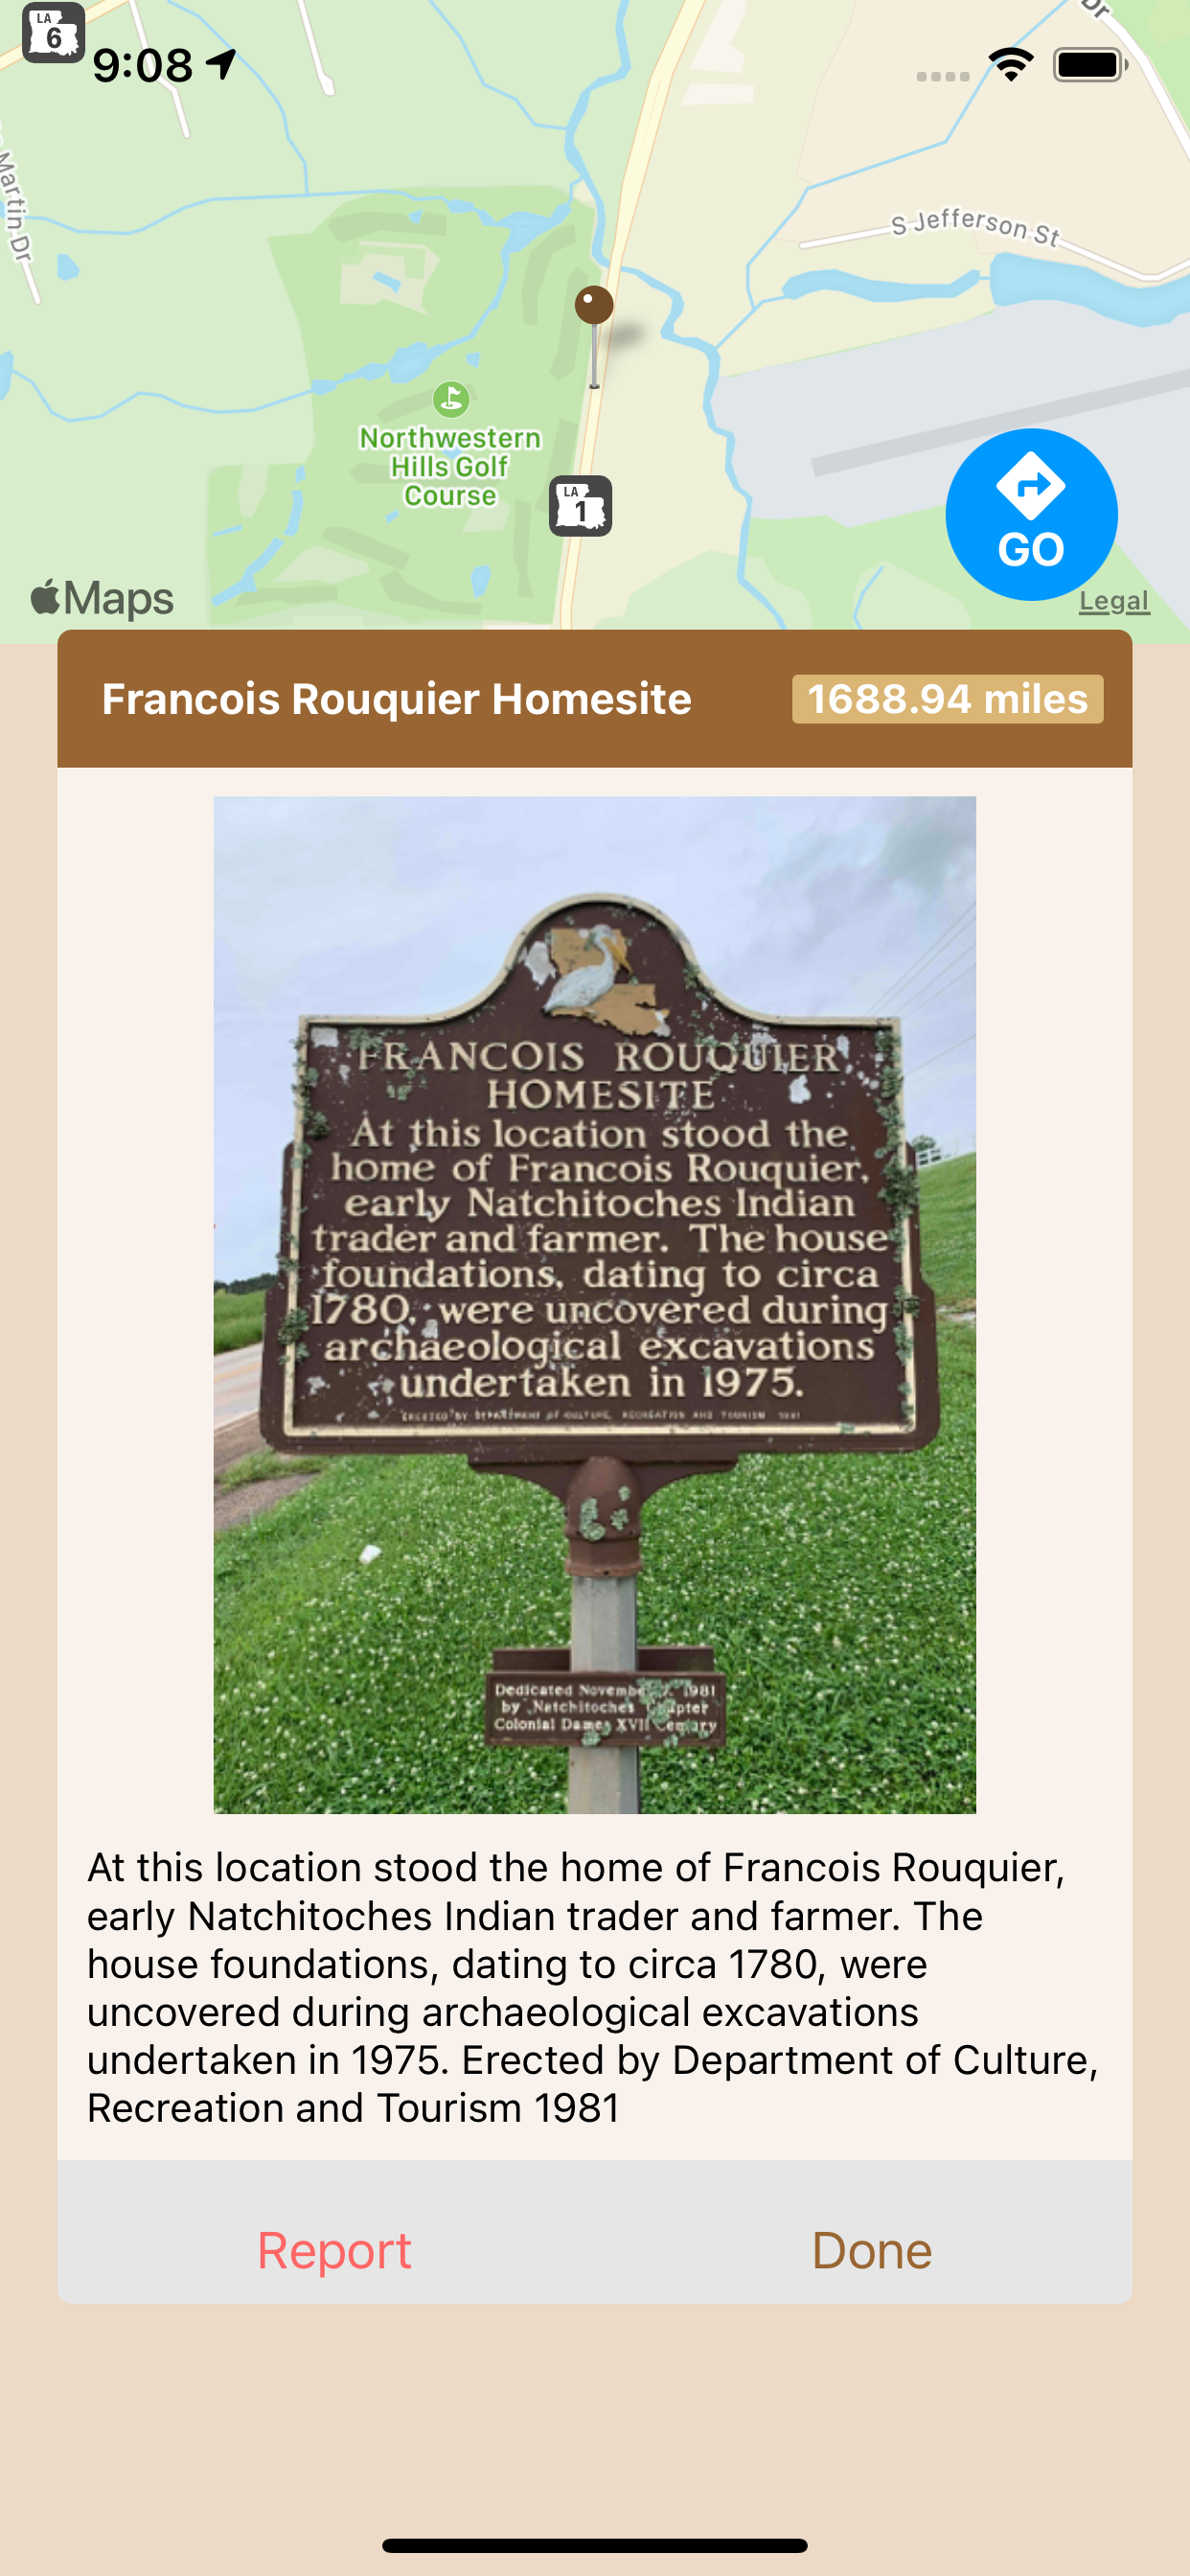 LA
6
9:08
Dr
Martin Dr
S Jefferson St
Northwestern
Hills Golf
Course
LA
1
GO
Maps
Legal
Francois Rouquier Homesite
1688.94 miles
FRANCOIS ROUQUIER
HOMESITE
At this location stood the
home of Francois Rouquier,
early Natchitoches Indian
trader and farmer. The house
foundations, dating to circa
1780, were uncovered during
archaeological excavations
undertaken in 1975.
ERECTED BY DEPARTMENT OF CULTURE, RECREATION AND TOURISM 1981
Dedicated November 1981
by Natchitoches Chapter
Colonial Dames XVII Century
At this location stood the home of Francois Rouquier,
early Natchitoches Indian trader and farmer. The
house foundations, dating to circa 1780, were
uncovered during archaeological excavations
undertaken in 1975. Erected by Department of Culture,
Recreation and Tourism 1981
Report
Done